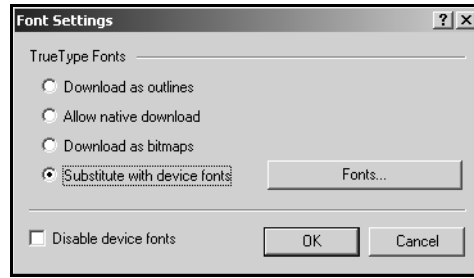 Font Settings
TrueType Fonts
Download as outlines
Allow native download
Download as bitmaps
Substitute with device fonts
Fonts...
Disable device fonts
OK
Cancel